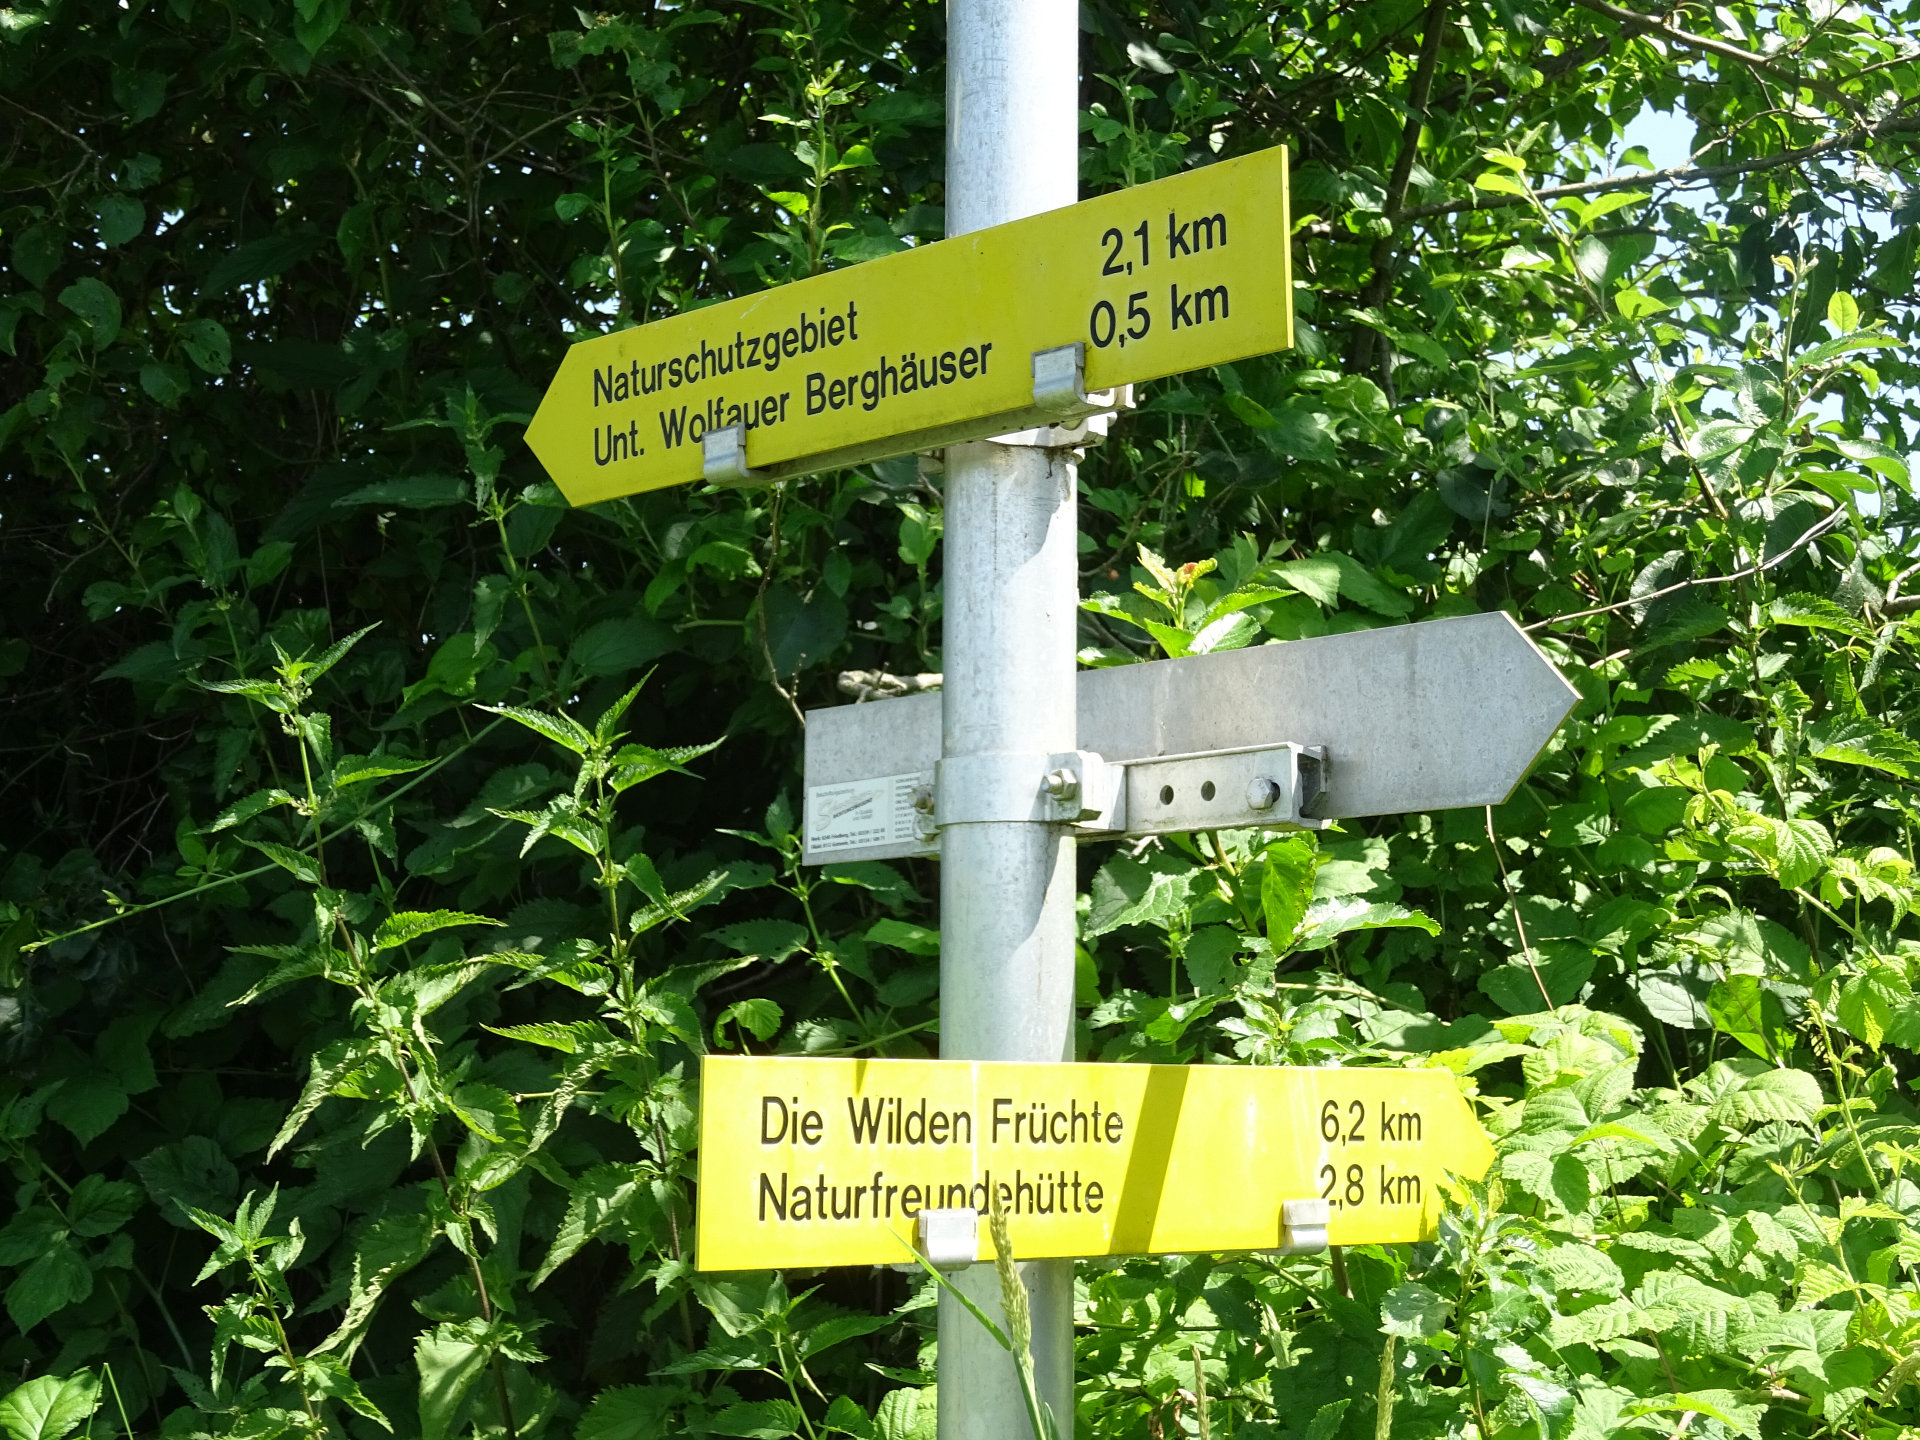 Naturschutzgebiet 2,1 km
Unt. Wolfauer Berghäuser 0,5 km
Die Wilden Früchte 6,2 km
Naturfreundehütte 2,8 km